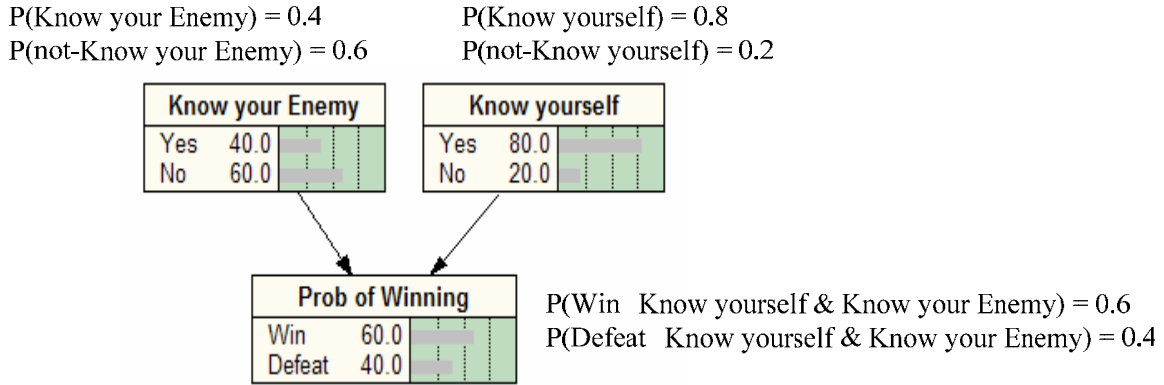 P(Know your Enemy) = 0.4
P(not-Know your Enemy) = 0.6
P(Know yourself) = 0.8
P(not-Know yourself) = 0.2
Know your Enemy
Yes 40.0
No 60.0
Know yourself
Yes 80.0
No 20.0
Prob of Winning
Win 60.0
Defeat 40.0
P(Win Know yourself & Know your Enemy) = 0.6
P(Defeat Know yourself & Know your Enemy) = 0.4